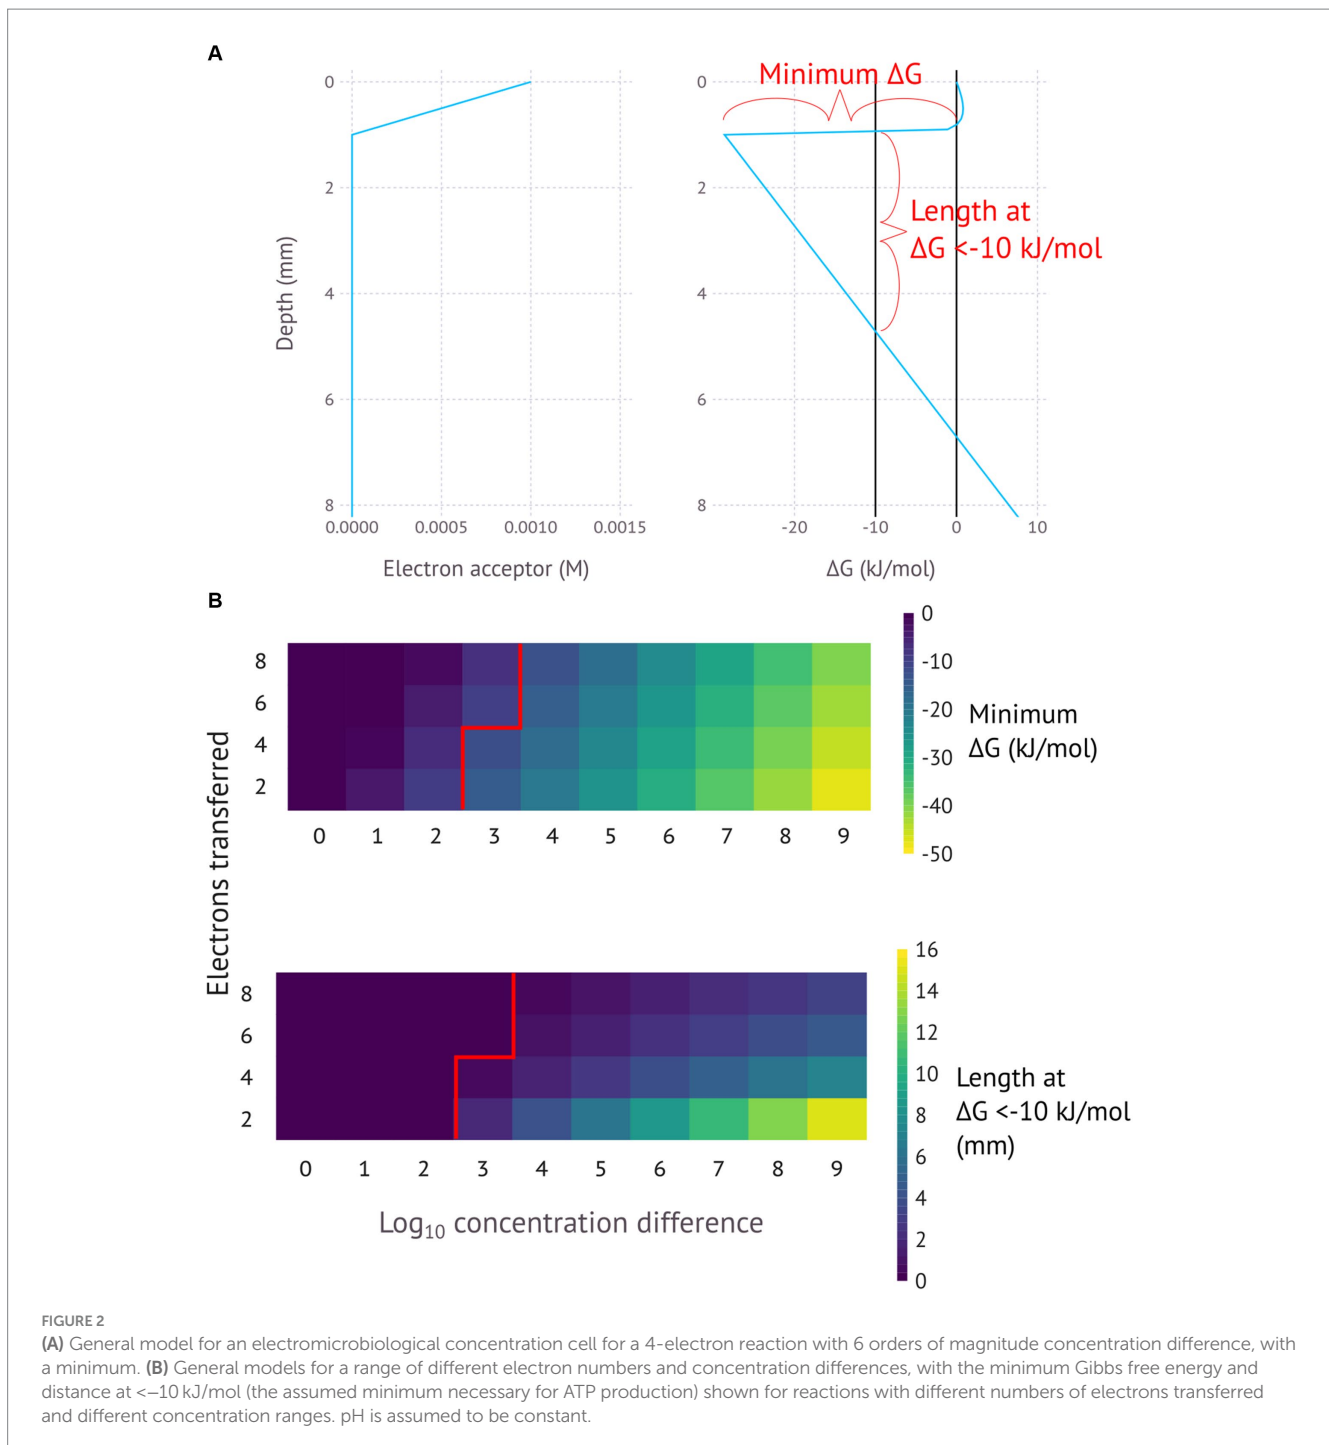 A
Minimum ΔG
0
2
4
6
8
Depth (mm)
0.0000
0.0005
0.0010
0.0015
Electron acceptor (M)
0
2
4
6
8
Length at
ΔG <-10 kJ/mol
-20
-10
0
10
ΔG (kJ/mol)
B
Electrons transferred
8
6
4
2
0 1 2 3 4 5 6 7 8 9
0
-10
-20
-30
-40
-50
Minimum
ΔG (kJ/mol)
8
6
4
2
0 1 2 3 4 5 6 7 8 9
Log₁₀ concentration difference
16
14
12
10
8
6
4
2
0
Length at
ΔG <-10 kJ/mol
(mm)
FIGURE 2
(A) General model for an electromicrobiological concentration cell for a 4-electron reaction with 6 orders of magnitude concentration difference, with
a minimum. (B) General models for a range of different electron numbers and concentration differences, with the minimum Gibbs free energy and
distance at <–10 kJ/mol (the assumed minimum necessary for ATP production) shown for reactions with different numbers of electrons transferred
and different concentration ranges. pH is assumed to be constant.